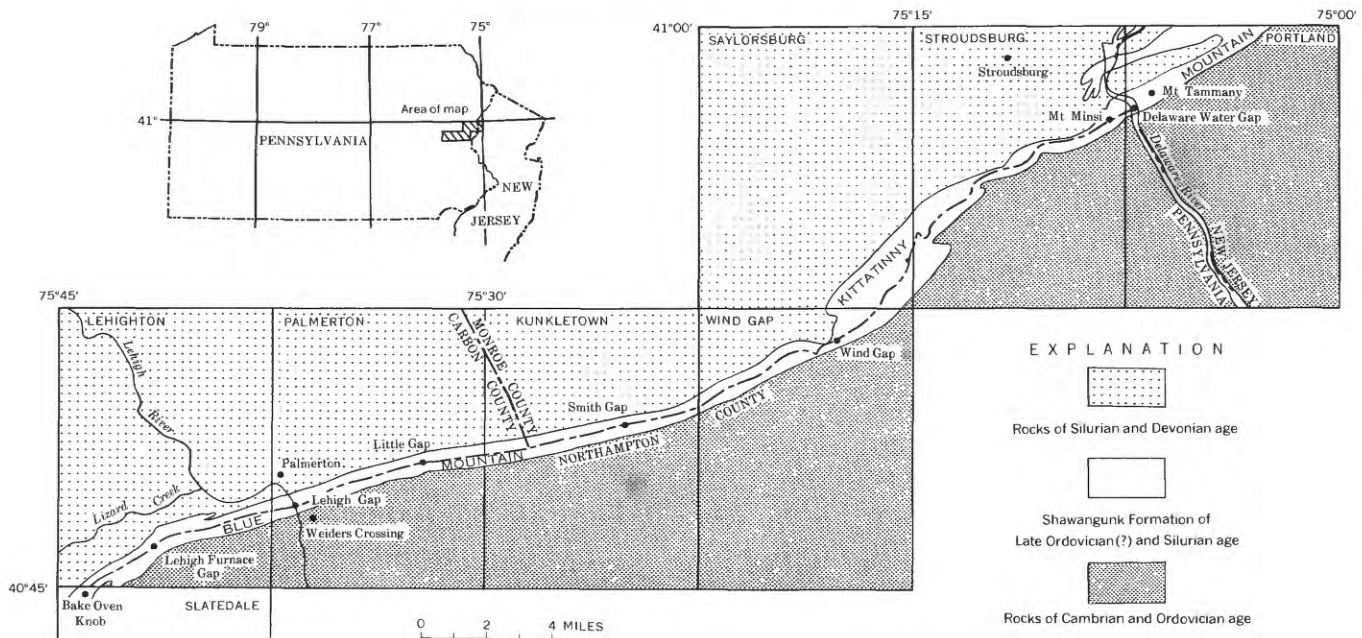 79°
77°
75°
41°
Area of map
PENNSYLVANIA
NEW
JERSEY
75°15'
75°00'
41°00'
SAYLORSBURG
STROUDSBURG
PORTLAND
Stroudsburg
MOUNTAIN
Mt Tammany
Mt Minsi
Delaware Water Gap
Delaware River
PENNSYLVANIA
NEW JERSEY
KITTATINNY
75°45'
75°30'
LEHIGHTON
PALMERTON
KUNKLETOWN
WIND GAP
Lehigh
River
CARBON COUNTY
MONROE COUNTY
Wind Gap
Smith Gap
COUNTY
NORTHAMPTON
Little Gap
MOUNTAIN
Palmerton
Lizard Creek
Lehigh Gap
BLUE
Weiders Crossing
Lehigh Furnace
Gap
40°45'
Bake Oven
Knob
SLATEDALE
0 2 4 MILES
EXPLANATION
Rocks of Silurian and Devonian age
Shawangunk Formation of
Late Ordovician(?) and Silurian age
Rocks of Cambrian and Ordovician age